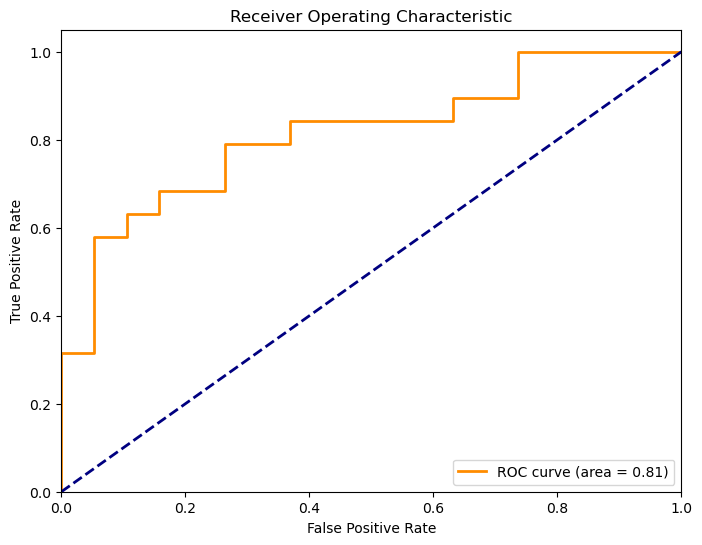 Receiver Operating Characteristic
1.0
0.8
0.6
0.4
0.2
0.0
True Positive Rate
ROC curve (area = 0.81)
0.0 0.2 0.4 0.6 0.8 1.0
False Positive Rate